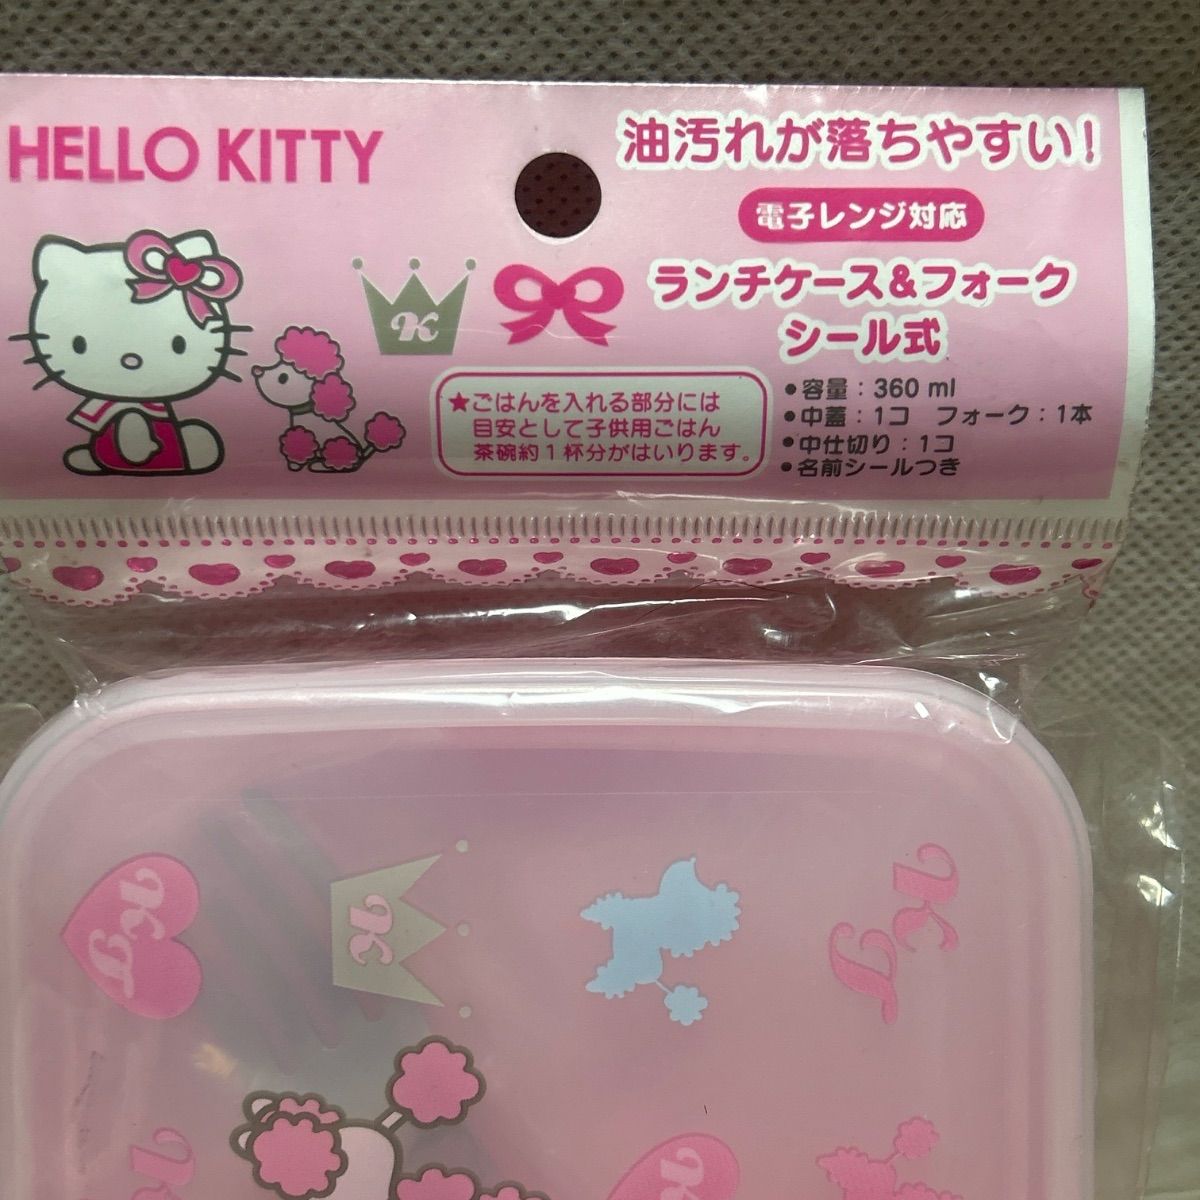 HELLO KITTY
油汚れが落ちやすい!
電子レンジ対応
ランチケース&フォーク
シール式
K
★ごはんを入れる部分には
目安として子供用ごはん
茶碗約1杯分がはいります。
•容量:360 ml
•中蓋:1コ フォーク:1本
•中仕切り:1コ
•名前シールつき
KT
K
KT